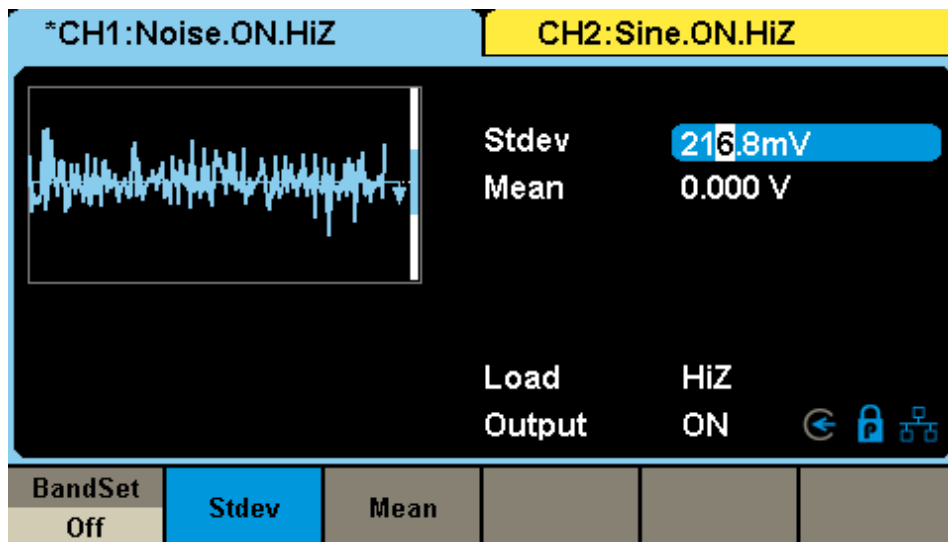 *CH1:Noise.ON.HiZ
CH2:Sine.ON.HiZ
Stdev 216.8mV
Mean 0.000 V
Load HiZ
Output ON
P
BandSet
Off
Stdev
Mean